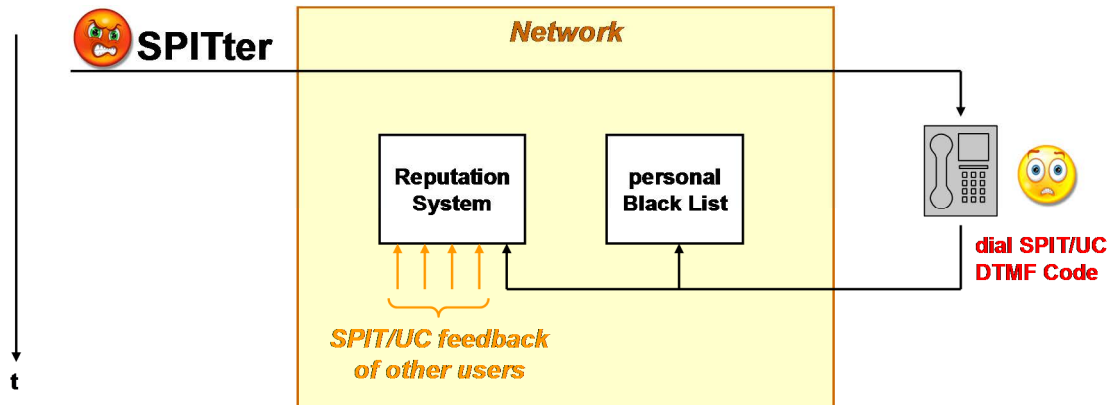 SPITter
Network
Reputation
System
personal
Black List
dial SPIT/UC
DTMF Code
SPIT/UC feedback
of other users
t